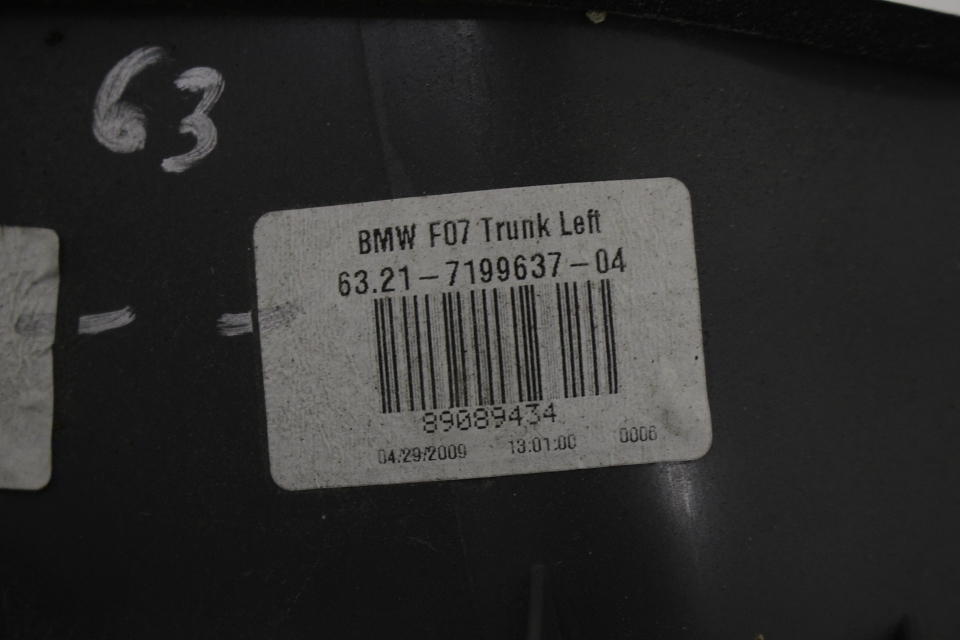 63
BMW F07 Trunk Left
63.21-7199637-04
89089434
04/29/2009 13:01:00 0006